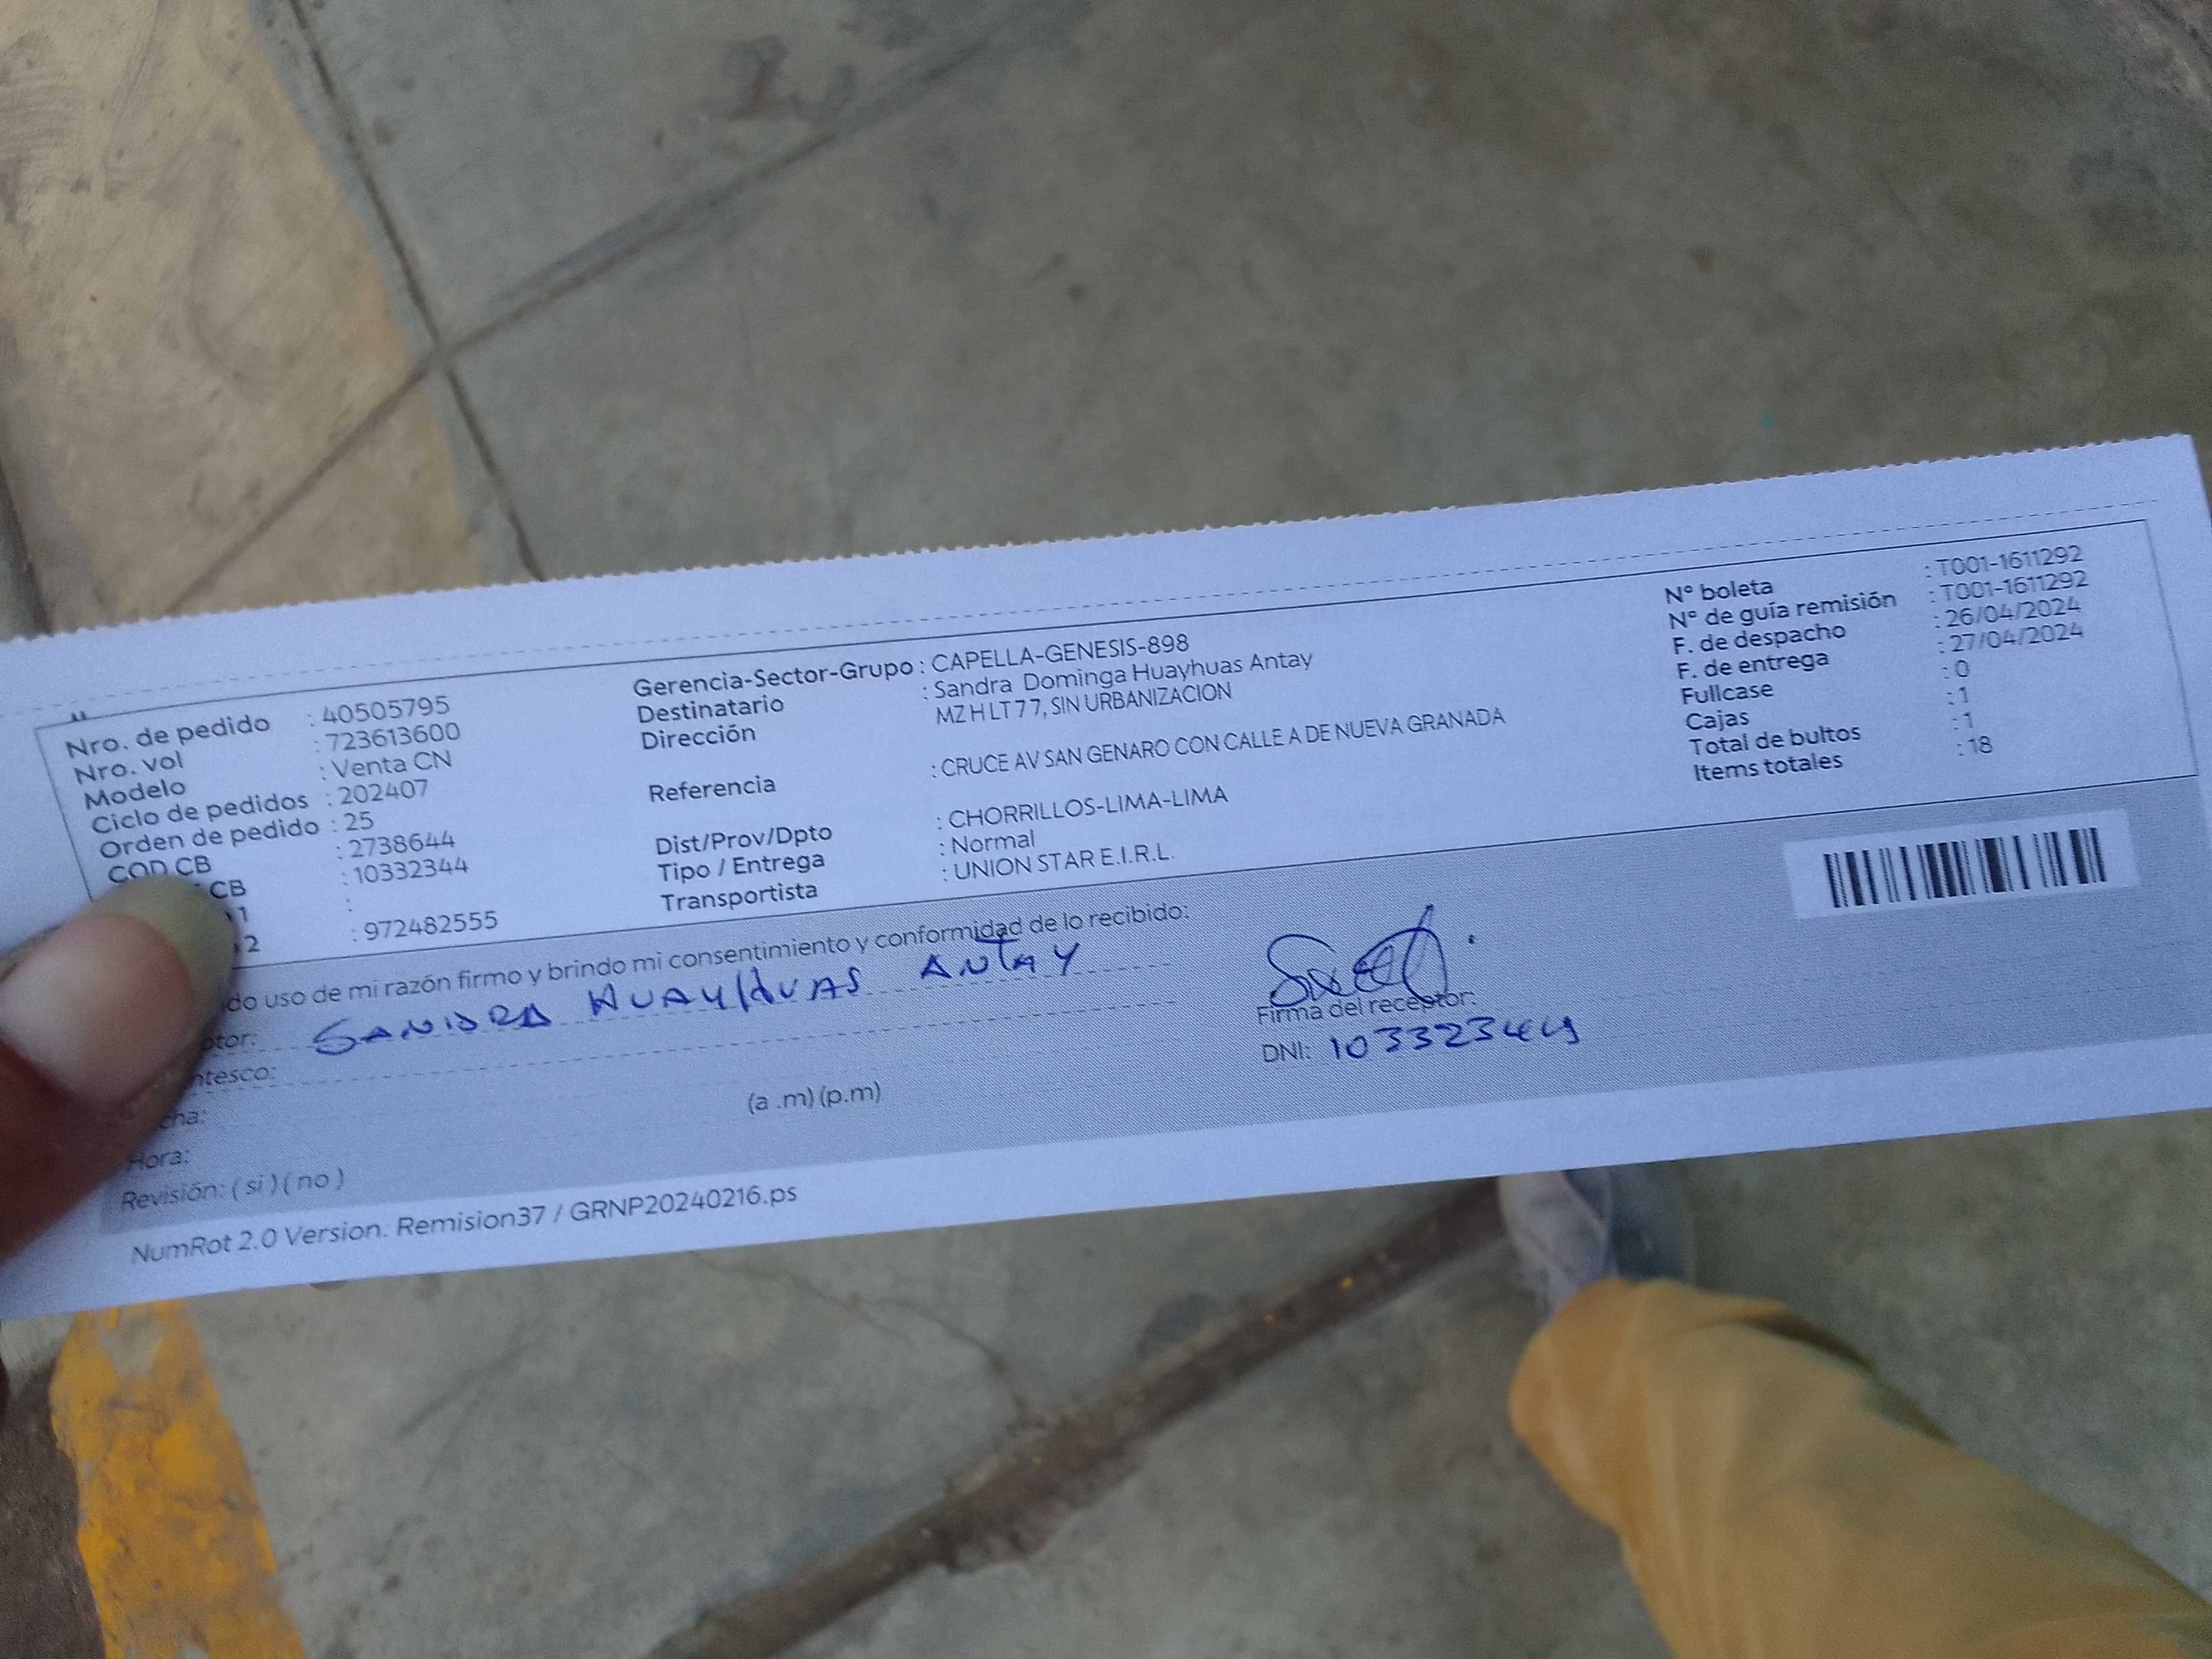 Nro. de pedido : 40505795
Nro. vol : 723613600
Modelo : Venta CN
Ciclo de pedidos : 202407
Orden de pedido : 25
COD CB : 2738644
CB : 10332344
1 :
2 : 972482555
Gerencia-Sector-Grupo : CAPELLA-GENESIS-898
Destinatario : Sandra Dominga Huayhuas Antay
Dirección MZ H LT 7 7, SIN URBANIZACION
Referencia : CRUCE AV SAN GENARO CON CALLE A DE NUEVA GRANADA
Dist/Prov/Dpto : CHORRILLOS-LIMA-LIMA
Tipo / Entrega : Normal
Transportista : UNION STAR E.I.R.L.
N° boleta : T001-1611292
N° de guía remisión : T001-1611292
F. de despacho : 26/04/2024
F. de entrega : 27/04/2024
Fullcase : 0
Cajas : 1
Total de bultos : 1
Items totales : 18
do uso de mi razón firmo y brindo mi consentimiento y conformidad de lo recibido:
ptor: SANDRA HUAYHUAS ANTAY
ntesco:
cha:
Hora: (a .m) (p.m)
Revisión: ( si ) ( no )
Firma del receptor:
DNI: 10332344
NumRot 2.0 Version. Remision37 / GRNP20240216.ps